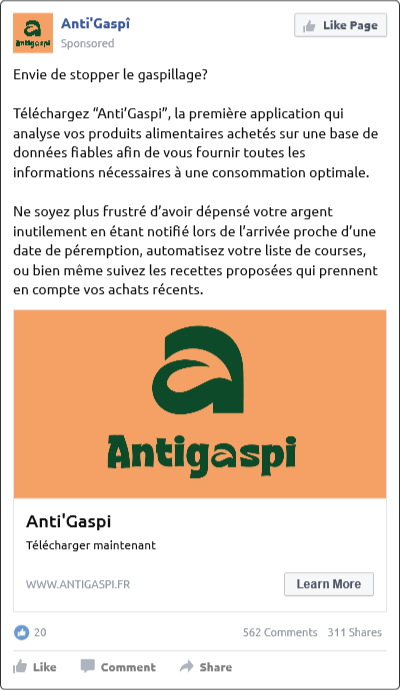 Anti'Gaspî
Like Page
Sponsored
Antigaspi
Envie de stopper le gaspillage?
Téléchargez “Anti’Gaspi”, la première application qui
analyse vos produits alimentaires achetés sur une base de
données fiables afin de vous fournir toutes les
informations nécessaires à une consommation optimale.
Ne soyez plus frustré d’avoir dépensé votre argent
inutilement en étant notifié lors de l’arrivée proche d’une
date de péremption, automatisez votre liste de courses,
ou bien même suivez les recettes proposées qui prennent
en compte vos achats récents.
a
Antigaspi
Anti'Gaspi
Télécharger maintenant
WWW.ANTIGASPI.FR
Learn More
20
562 Comments 311 Shares
Like Comment Share